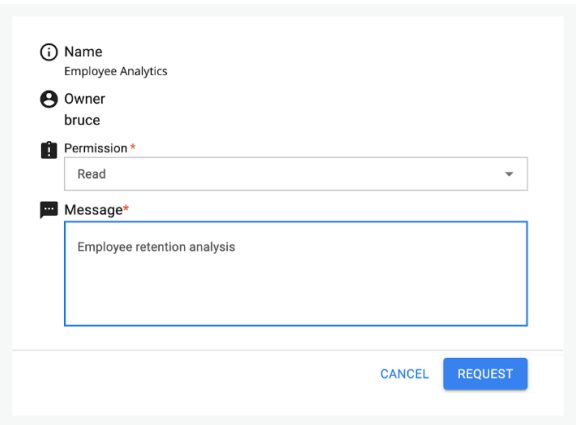 Name
Employee Analytics
Owner
bruce
Permission *
Read
Message*
Employee retention analysis
CANCEL REQUEST